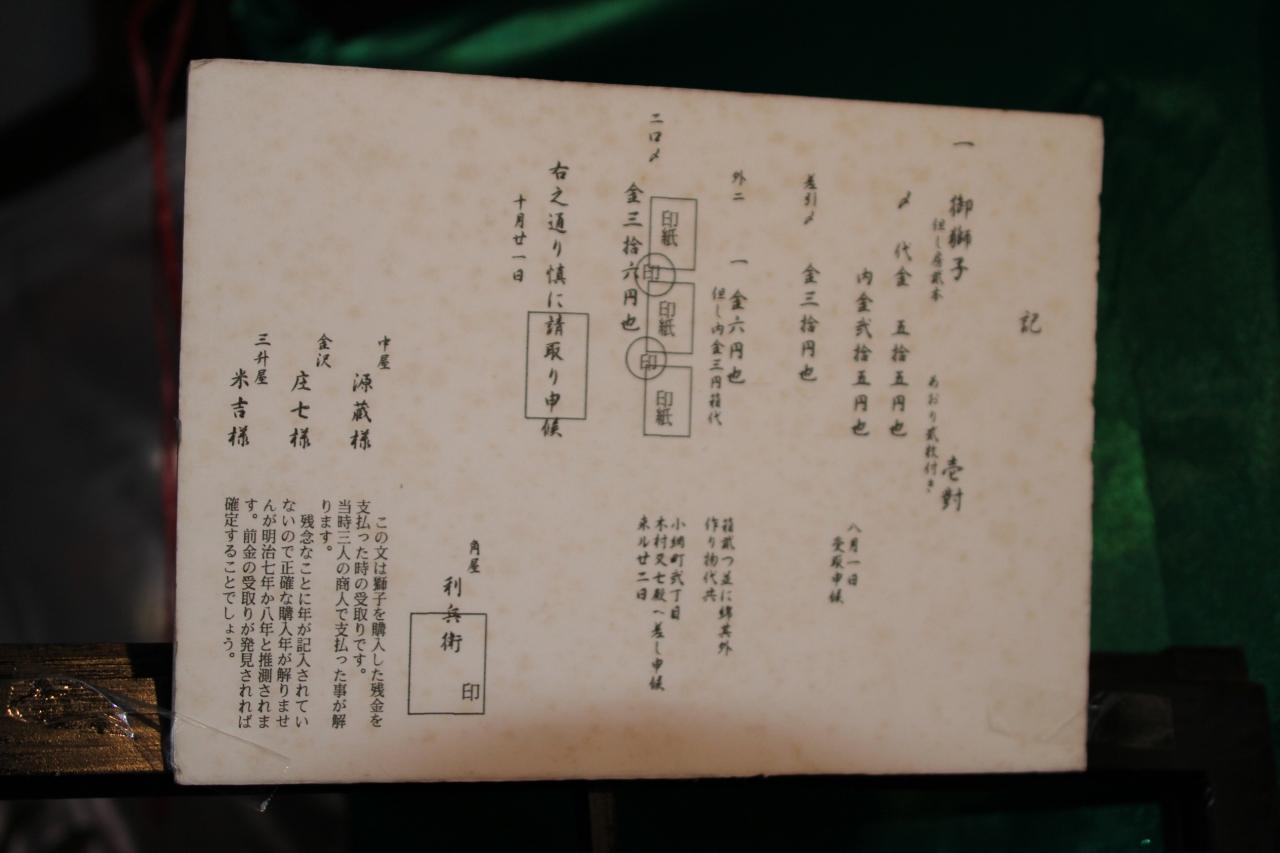 記
一 御獅子 壱對
但し房貳本 あおり貳枚付き
〆 代金 五拾五円也
内金弐拾五円也
八月一日
受取申候
差引〆 金三拾円也
外二 一 金六円也
但し内金三円箱代
箱貳つ並に綿其外
作り物代共
印紙
印紙
印紙
印
印
二口〆 金三拾六円也
小網町弐丁目
木村又七殿へ差し申候
来ル廿二日
右之通り慎に請取り申候
十月廿一日
角屋
利兵衛
印
中屋
源蔵様
金沢
庄七様
三升屋
米吉様
この文は獅子を購入した残金を
支払った時の受取りです。
当時三人の商人で支払った事が解
ります。
残念なことに年が記入されてい
ないので正確な購入年が解りませ
んが明治七年か八年と推測されま
す。前金の受取りが発見されれば
確定することでしょう。